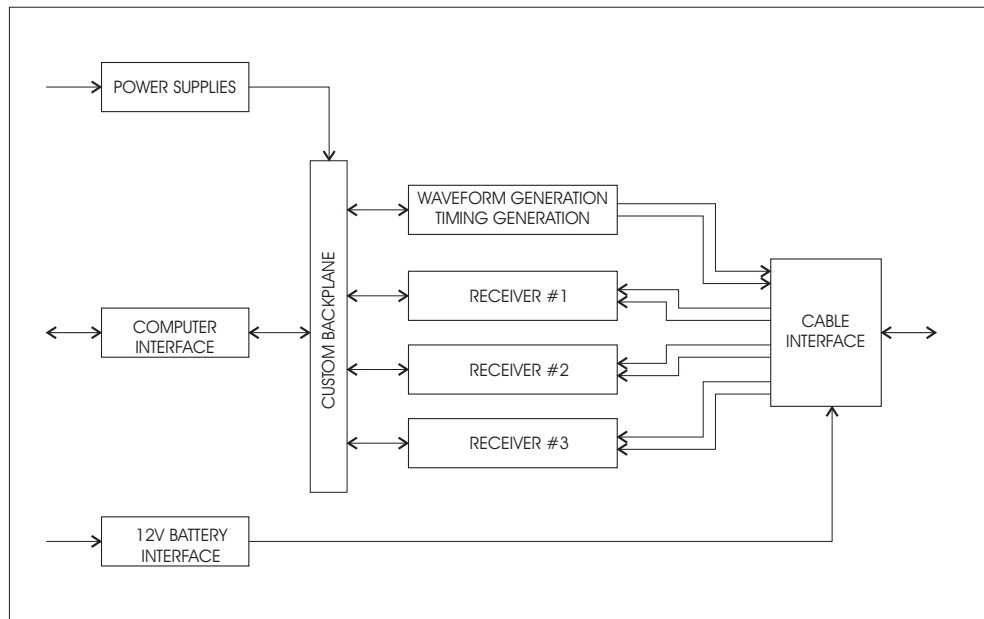 POWER SUPPLIES
WAVEFORM GENERATION
TIMING GENERATION
CUSTOM BACKPLANE
RECEIVER #1
COMPUTER
INTERFACE
CABLE
INTERFACE
RECEIVER #2
RECEIVER #3
12V BATTERY
INTERFACE